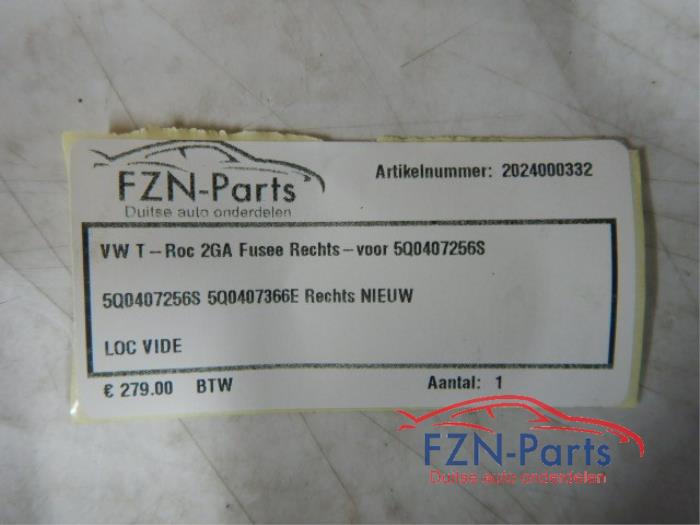 FZN-Parts
Duitse auto onderdelen
Artikelnummer: 2024000332
VW T-Roc 2GA Fusee Rechts-voor 5Q0407256S
5Q0407256S 5Q0407366E Rechts NIEUW
LOC VIDE
€ 279.00 BTW Aantal: 1
FZN-Parts
Duitse auto onderdelen